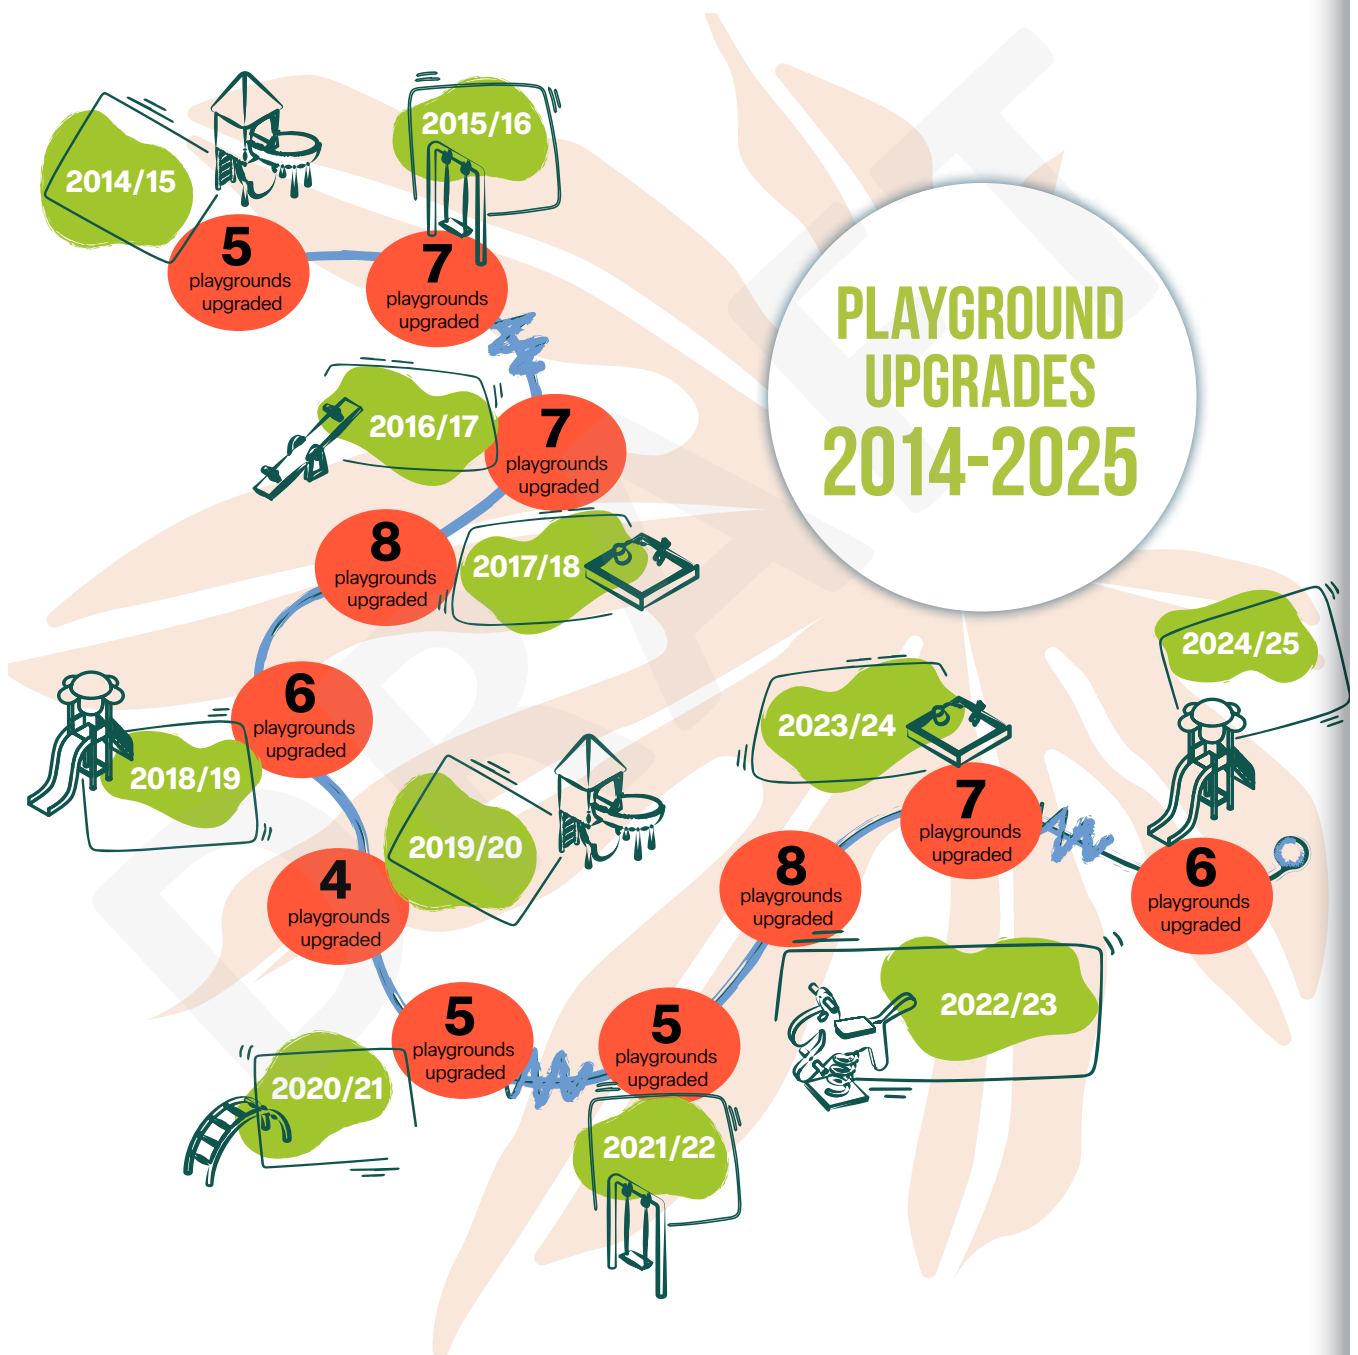 PLAYGROUND
UPGRADES
2014-2025
2014/15
5
playgrounds
upgraded
2015/16
7
playgrounds
upgraded
2016/17
7
playgrounds
upgraded
2017/18
8
playgrounds
upgraded
2018/19
6
playgrounds
upgraded
2019/20
4
playgrounds
upgraded
2020/21
5
playgrounds
upgraded
2021/22
5
playgrounds
upgraded
2022/23
8
playgrounds
upgraded
2023/24
7
playgrounds
upgraded
2024/25
6
playgrounds
upgraded
DRAFT